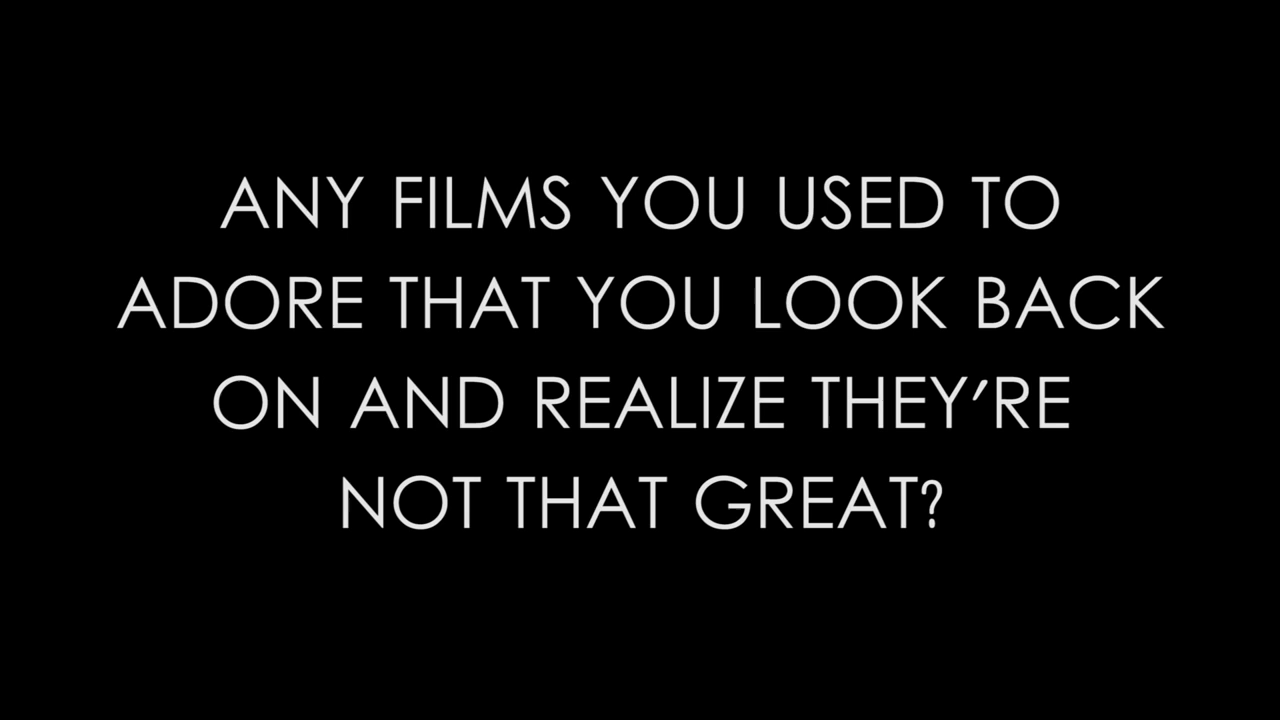 ANY FILMS YOU USED TO
ADORE THAT YOU LOOK BACK
ON AND REALIZE THEY'RE
NOT THAT GREAT?